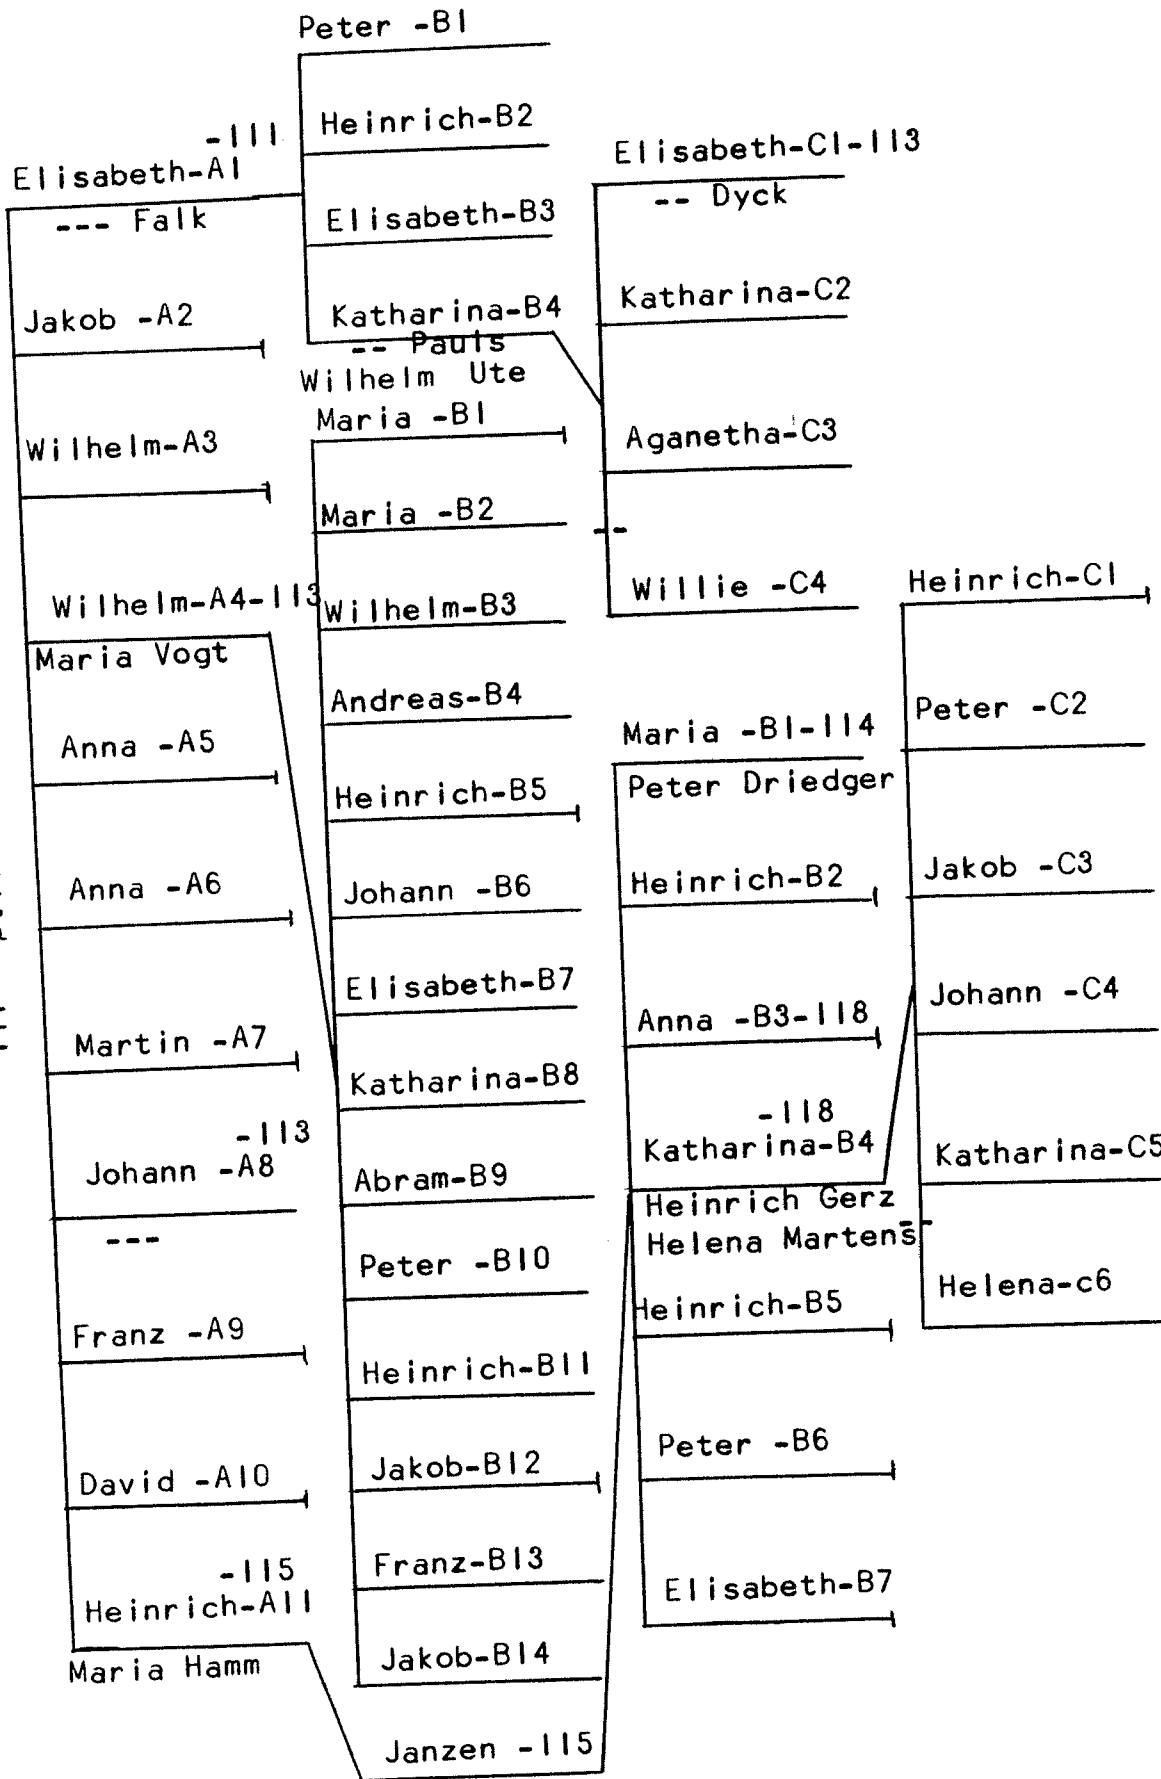 Peter -B1
Heinrich-B2
Elisabeth-B3
Katharina-B4
-- Pauls
Wilhelm Ute
-111
Elisabeth-A1
--- Falk
Jakob -A2
Wilhelm-A3
Wilhelm-A4-113
Maria Vogt
Anna -A5
Anna -A6
Martin -A7
-113
Johann -A8
---
Franz -A9
David -A10
-115
Heinrich-A11
Maria Hamm
Maria -B1
Maria -B2
Wilhelm-B3
Andreas-B4
Heinrich-B5
Johann -B6
Elisabeth-B7
Katharina-B8
Abram-B9
Peter -B10
Heinrich-B11
Jakob-B12
Franz-B13
Jakob-B14
Janzen -115
Elisabeth-C1-113
-- Dyck
Katharina-C2
Aganetha-C3
--
Willie -C4
Maria -B1-114
Peter Driedger
Heinrich-B2
Anna -B3-118
-118
Katharina-B4
Heinrich Gerz
Helena Martens
Heinrich-B5
Peter -B6
Elisabeth-B7
Heinrich-C1
Peter -C2
Jakob -C3
Johann -C4
Katharina-C5
--
Helena-c6